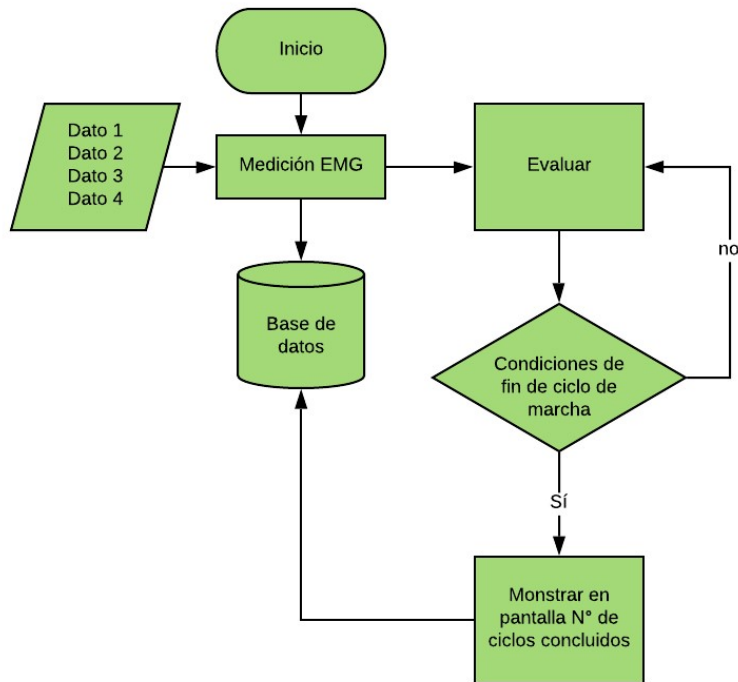 Inicio
Dato 1
Dato 2
Dato 3
Dato 4
Medición EMG
Evaluar
no
Base de
datos
Condiciones de
fin de ciclo de
marcha
Sí
Monstrar en
pantalla N° de
ciclos concluidos